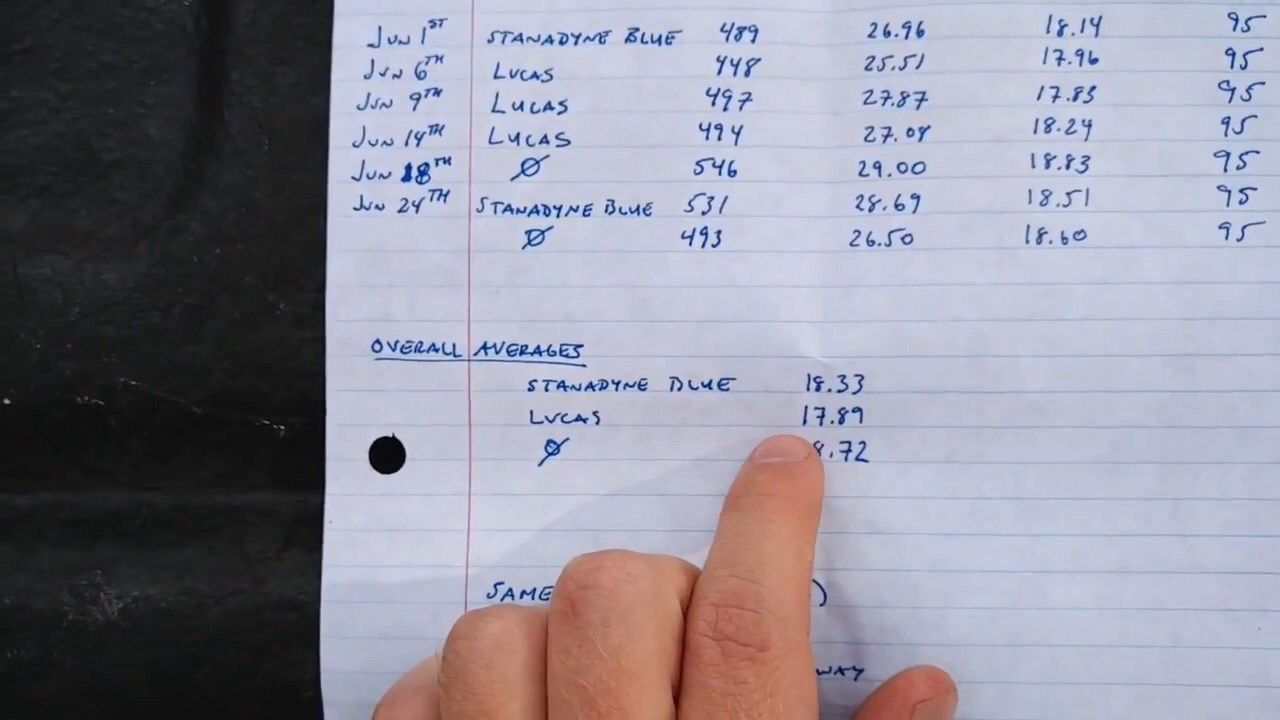 JUN 1ST STANADYNE BLUE 489 26.96 18.14 95
JUN 6TH LUCAS 448 25.51 17.96 95
JUN 9TH LUCAS 497 27.87 17.83 95
JUN 14TH LUCAS 494 27.08 18.24 95
JUN 18TH Ø 546 29.00 18.83 95
JUN 24TH STANADYNE BLUE 531 28.69 18.51 95
Ø 493 26.50 18.60 95
OVERALL AVERAGES
STANADYNE BLUE 18.33
LUCAS 17.89
Ø 8.72
SAME )
WAY